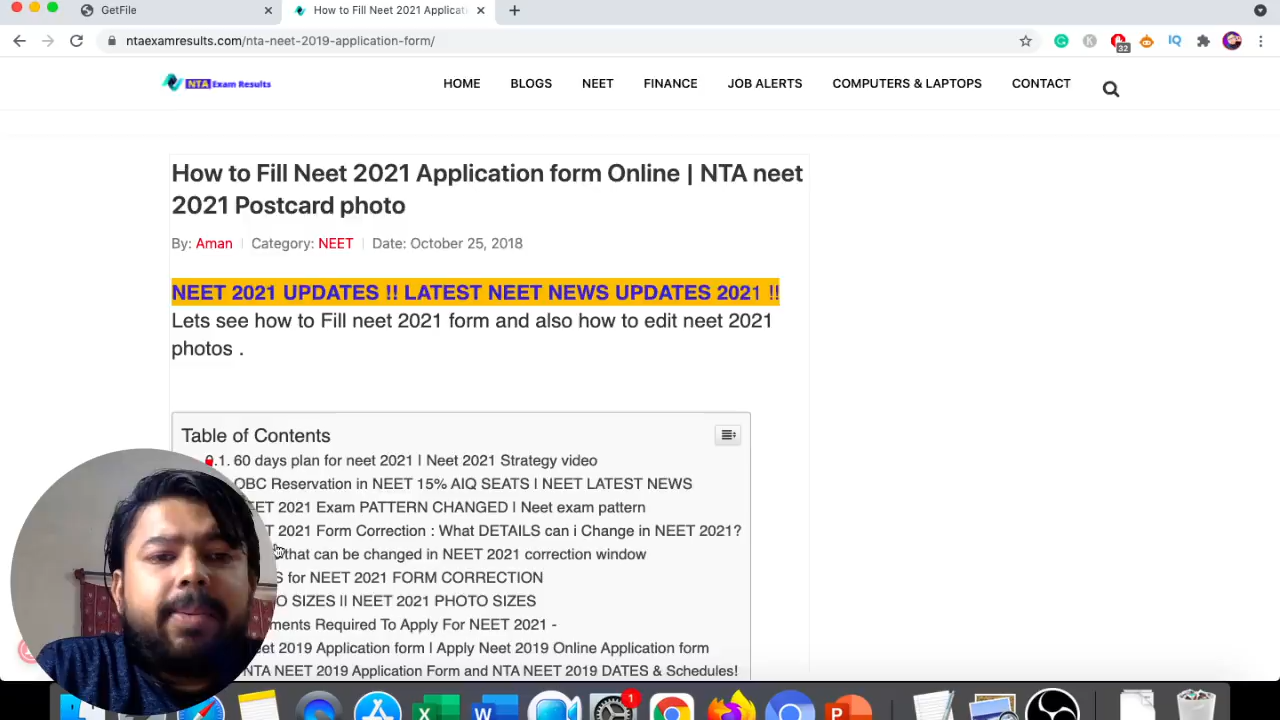 GetFile
How to Fill Neet 2021 Applicat
ntaexamresults.com/nta-neet-2019-application-form/
32
NTA Exam Results
HOME BLOGS NEET FINANCE JOB ALERTS COMPUTERS & LAPTOPS CONTACT
How to Fill Neet 2021 Application form Online | NTA neet
2021 Postcard photo
By: Aman Category: NEET Date: October 25, 2018
NEET 2021 UPDATES !! LATEST NEET NEWS UPDATES 2021 !!
Lets see how to Fill neet 2021 form and also how to edit neet 2021
photos .
Table of Contents
0.1. 60 days plan for neet 2021 | Neet 2021 Strategy video
OBC Reservation in NEET 15% AIQ SEATS | NEET LATEST NEWS
2021 Exam PATTERN CHANGED | Neet exam pattern
2021 Form Correction : What DETAILS can i Change in NEET 2021?
that can be changed in NEET 2021 correction window
for NEET 2021 FORM CORRECTION
SIZES || NEET 2021 PHOTO SIZES
Required To Apply For NEET 2021 -
2019 Application form | Apply Neet 2019 Online Application form
NTA NEET 2019 Application Form and NTA NEET 2019 DATES & Schedules!
1